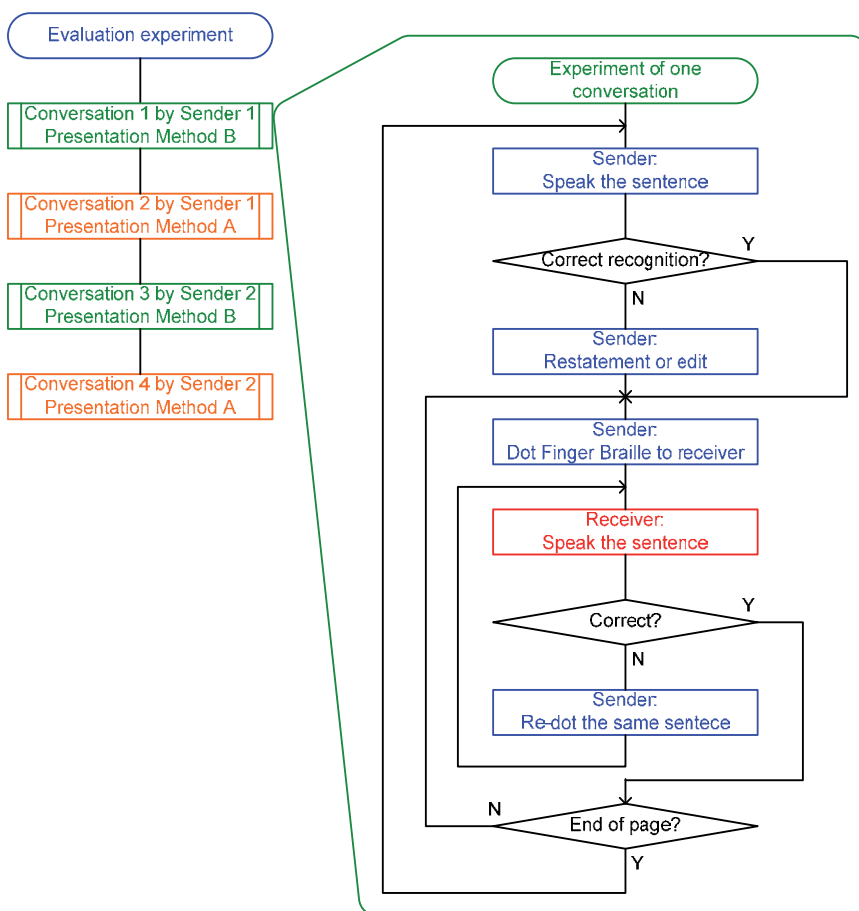 Evaluation experiment
Conversation 1 by Sender 1
Presentation Method B
Conversation 2 by Sender 1
Presentation Method A
Conversation 3 by Sender 2
Presentation Method B
Conversation 4 by Sender 2
Presentation Method A
Experiment of one
conversation
Sender:
Speak the sentence
Correct recognition?
Y
N
Sender:
Restatement or edit
Sender:
Dot Finger Braille to receiver
Receiver:
Speak the sentence
Correct?
Y
N
Sender:
Re-dot the same sentece
End of page?
N
Y